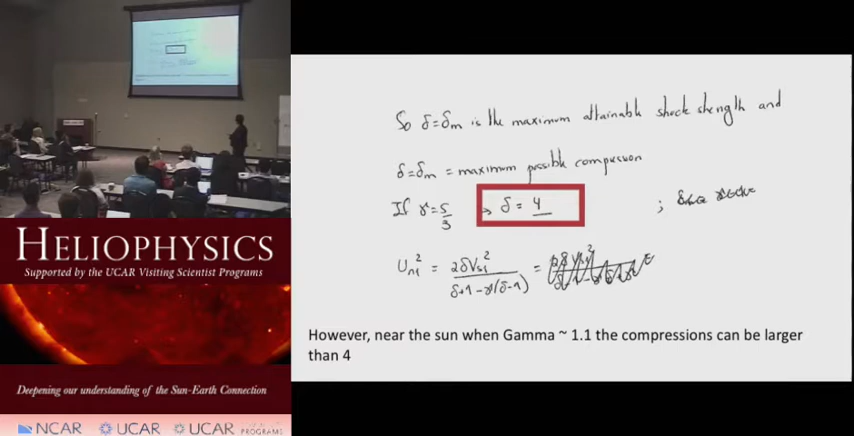 So δ=δm is the maximum attainable shock strength and
δ=δm = maximum possible compression
If γ=5/3 → δ = 4 ;
Un1² = 2δVs1² / δ+1-γ(δ-1) =
However, near the sun when Gamma ~ 1.1 the compressions can be larger
than 4
HELIOPHYSICS
Supported by the UCAR Visiting Scientist Programs
Deepening our understanding of the Sun-Earth Connection
NCAR UCAR UCAR PROGRAMS